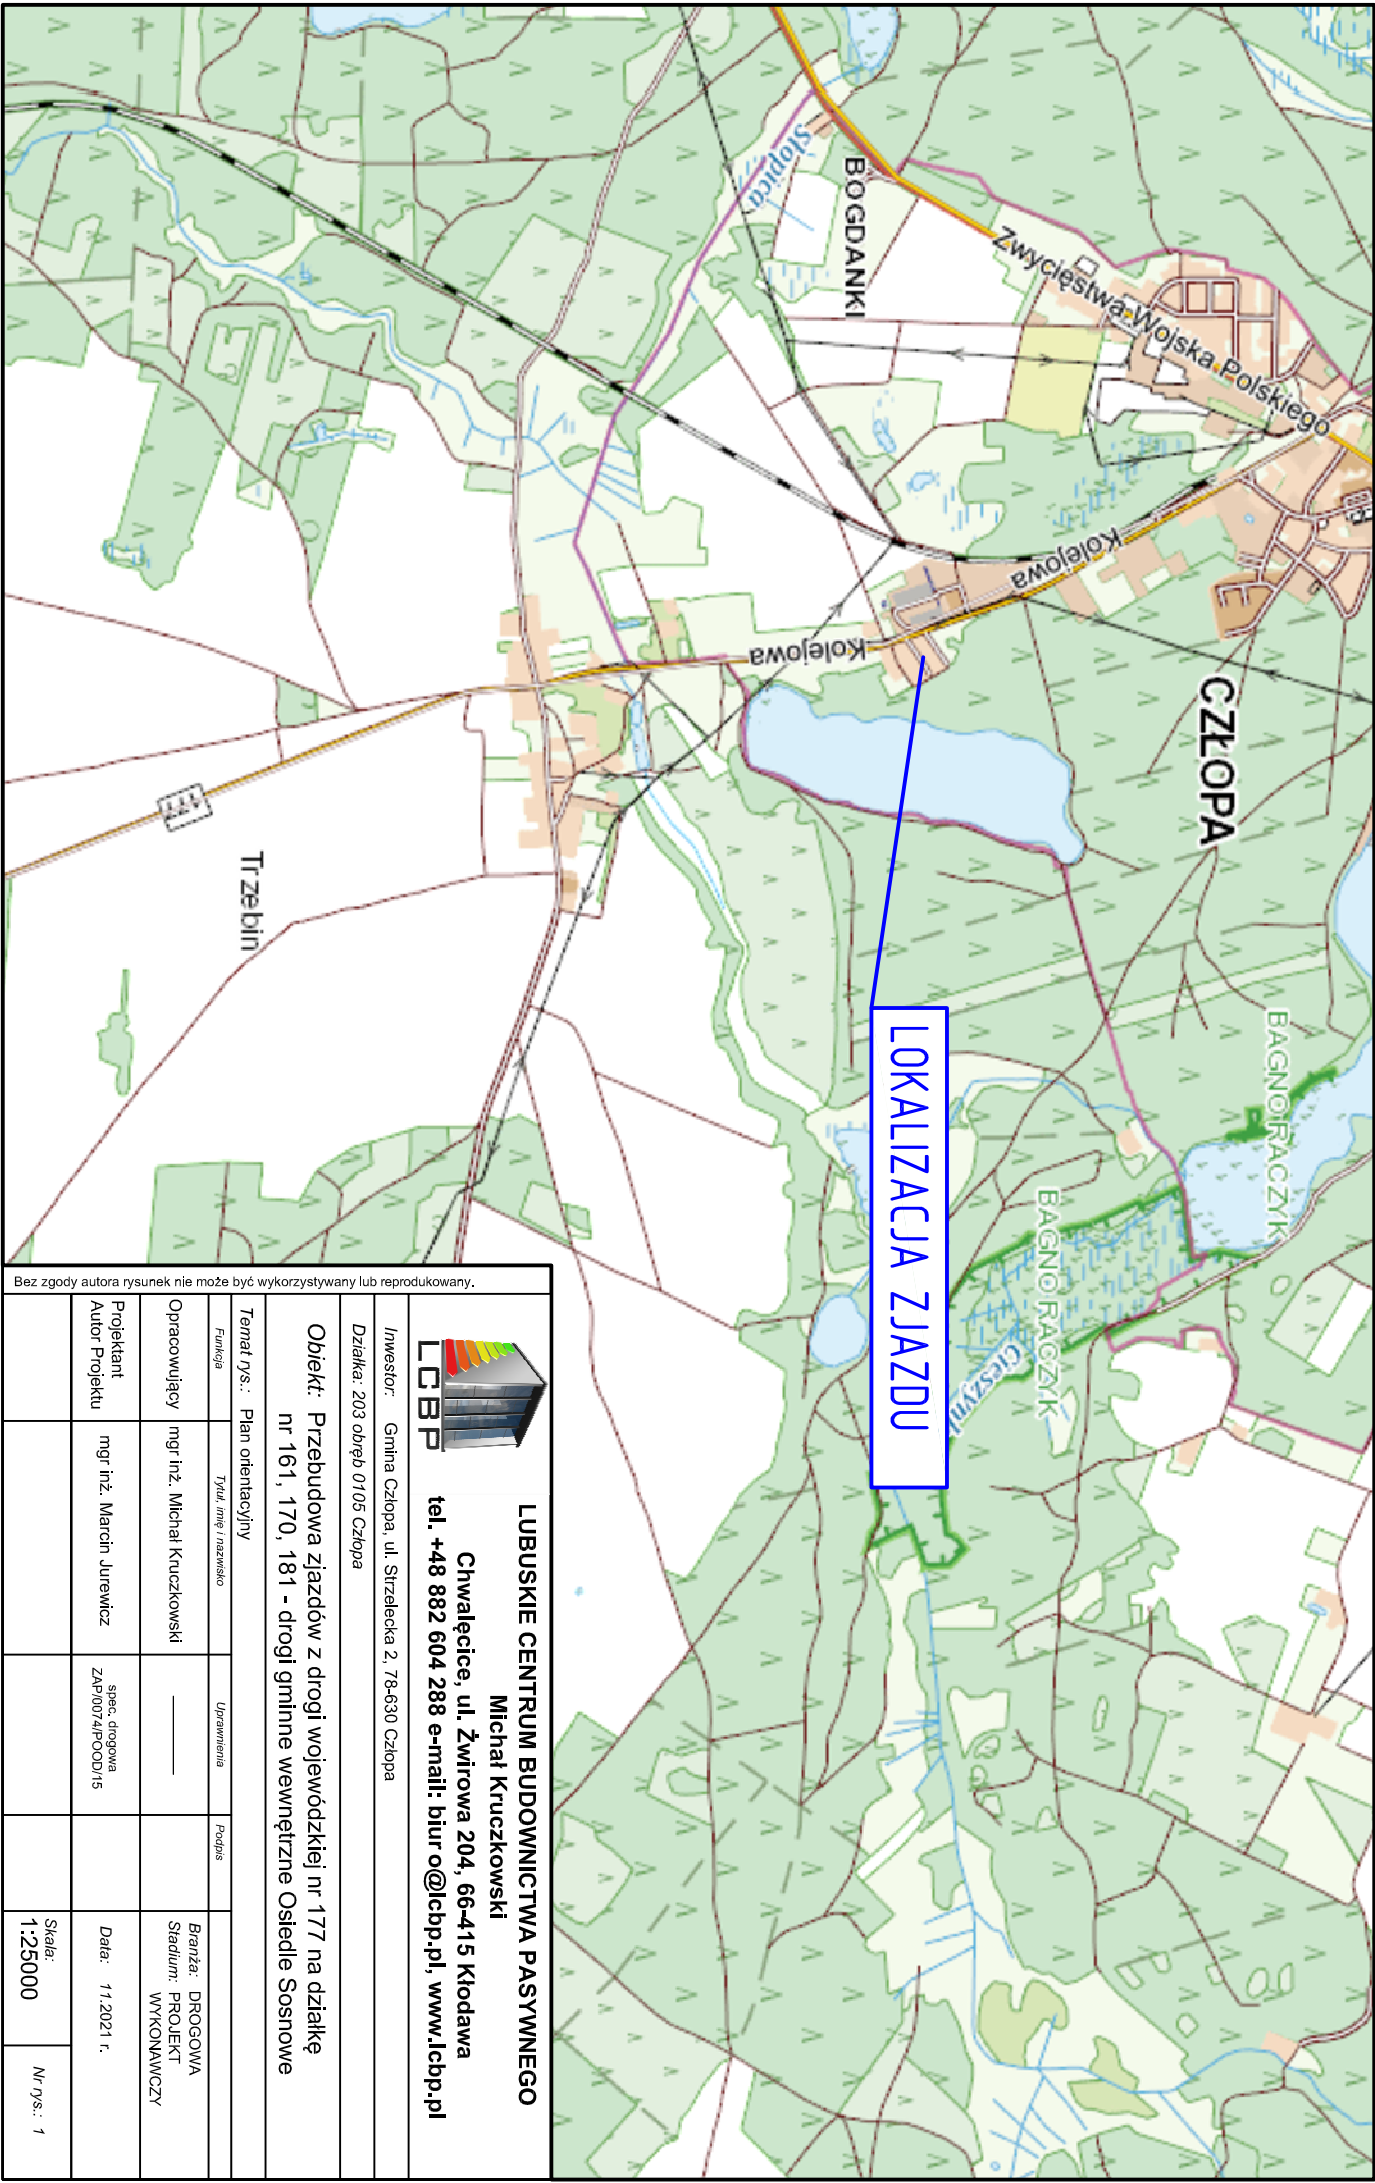 CZŁOPA
BOGDANKI
Słopica
Zwycięstwa Wojska Polskiego
Kolejowa
Kolejowa
Trzebin
BAGNO RACZYK
BAGNO RACZYK
LOKALIZACJA ZJAZDU
Bez zgody autora rysunek nie może być wykorzystywany lub reprodukowany.
LCBP
LUBUSKIE CENTRUM BUDOWNICTWA PASYWNEGO
Michał Kruczkowski
Chwalęcice, ul. Żwirowa 204, 66-415 Kłodawa
tel. +48 882 604 288 e-mail: biuro@lcbp.pl, www.lcbp.pl
Inwestor: Gmina Człopa, ul. Strzelecka 2, 78-630 Człopa
Działka: 203 obręb 0105 Człopa
Obiekt: Przebudowa zjazdów z drogi wojewódzkiej nr 177 na działkę
nr 161, 170, 181 - drogi gminne wewnętrzne Osiedle Sosnowe
Temat rys.: Plan orientacyjny
Funkcja Tytuł, imię i nazwisko Uprawnienia Podpis
Opracowujący mgr inż. Michał Kruczkowski
Branża: DROGOWA
Stadium: PROJEKT
WYKONAWCZY
Projektant
Autor Projektu
mgr inż. Marcin Jurewicz
spec. drogowa
ZAP/0074/POOD/15
Data: 11.2021 r.
Skala:
1:25000
Nr rys.: 1